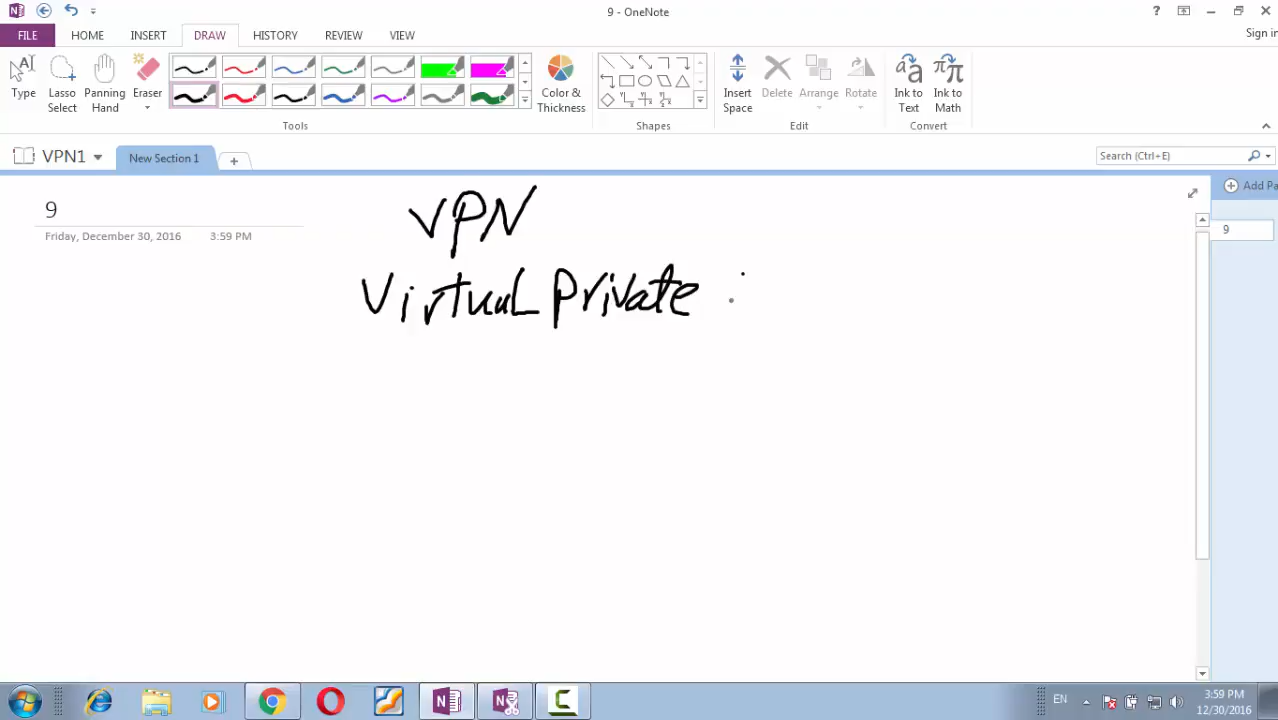 9 - OneNote
Sign in
FILE HOME INSERT DRAW HISTORY REVIEW VIEW
Type
Lasso Select
Panning Hand
Eraser
Color & Thickness
Insert Space
Delete
Arrange
Rotate
Ink to Text
Ink to Math
Tools
Shapes
Edit
Convert
VPN1
New Section 1
Search (Ctrl+E)
9
Friday, December 30, 2016 3:59 PM
Add Pa
9
VPN
Virtual Private
EN
3:59 PM
12/30/2016